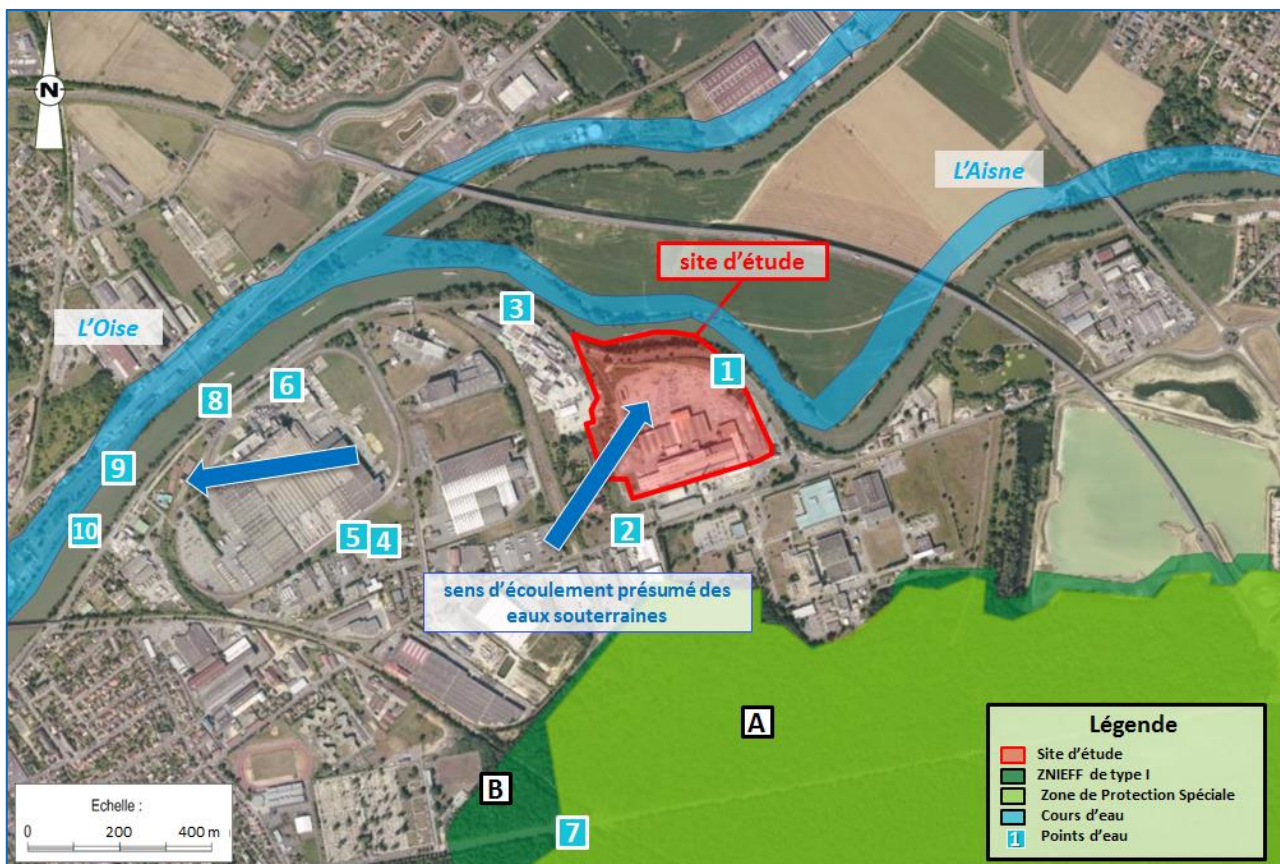 N
L'Aisne
site d'étude
3
L'Oise
1
6
8
9
2
10
5
4
sens d'écoulement présumé des
eaux souterraines
A
Légende
Site d'étude
ZNIEFF de type I
Zone de Protection Spéciale
Cours d'eau
1 Points d'eau
B
Echelle :
0 200 400 m
7